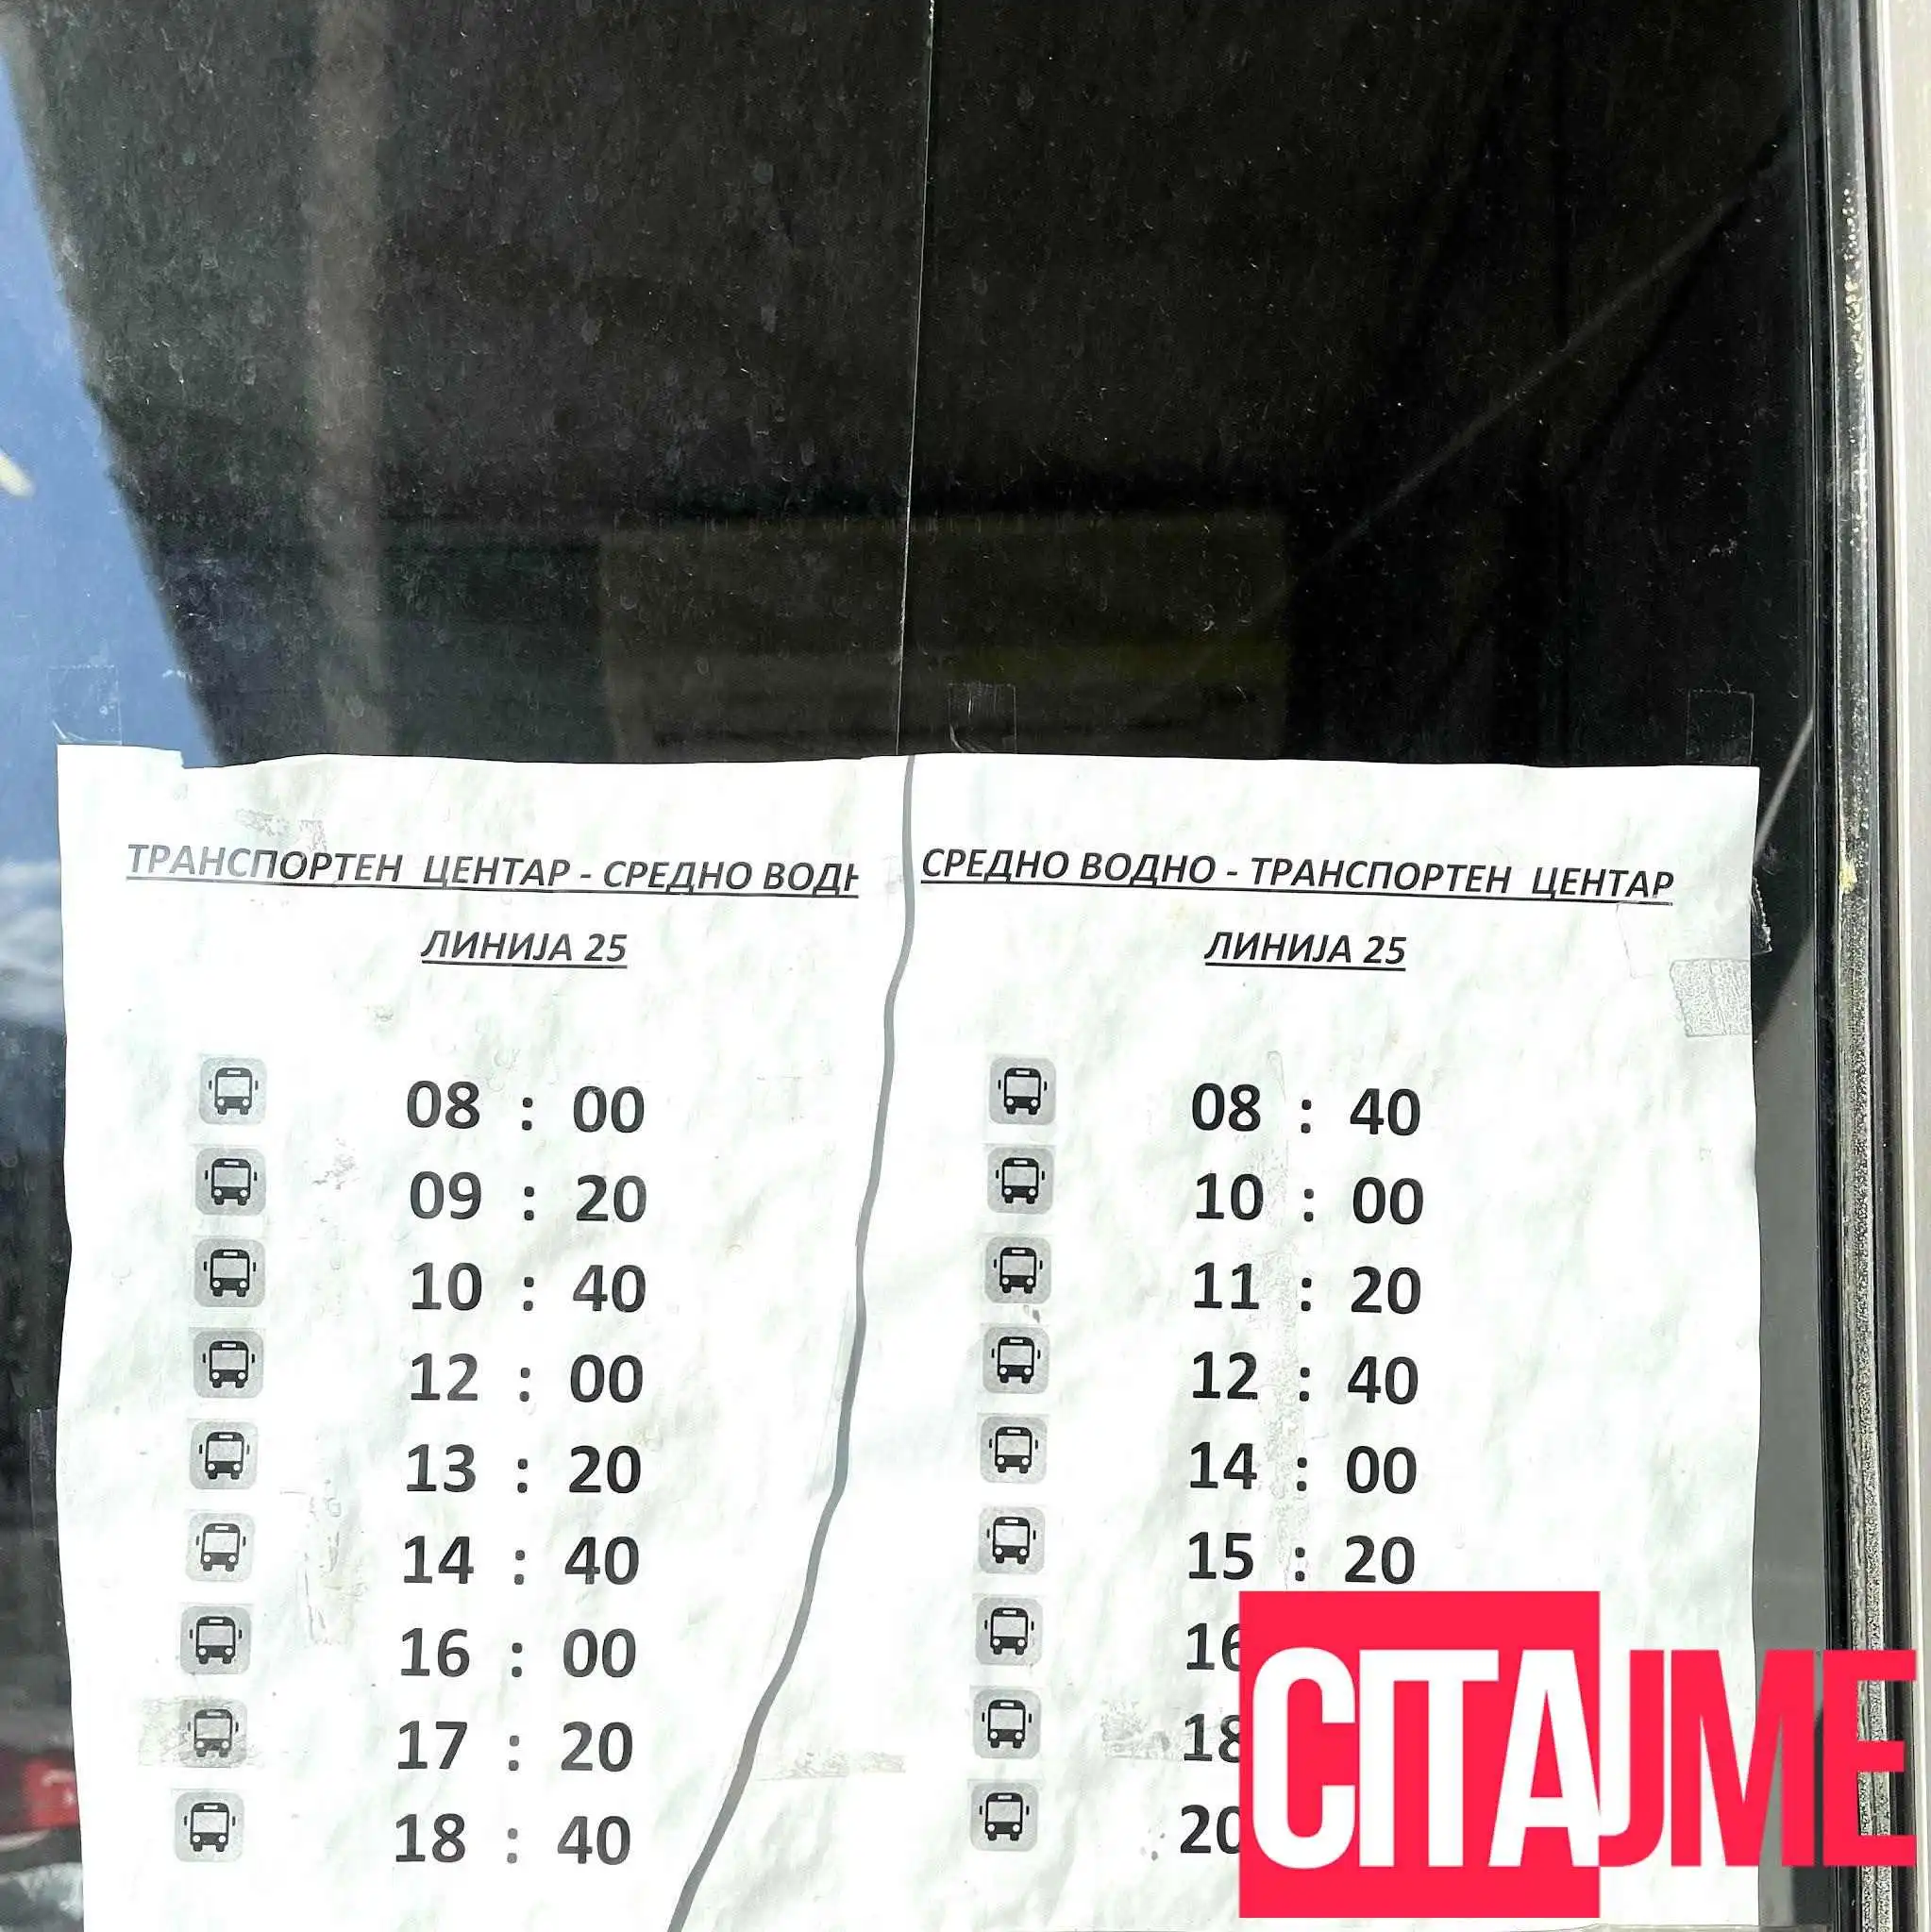 ТРАНСПОРТЕН ЦЕНТАР - СРЕДНО
ЛИНИЈА 25
08 : 00
09 : 20
10 : 40
12 : 00
13 : 20
14 : 40
16 : 00
17 : 20
18 : 40
СРЕДНО ВОДНО - ТРАНСПОРТЕН ЦЕНТАР
ЛИНИЈА 25
08 : 40
10 : 00
11 : 20
12 : 40
14 : 00
15 : 20
16
18
20
CITAJME